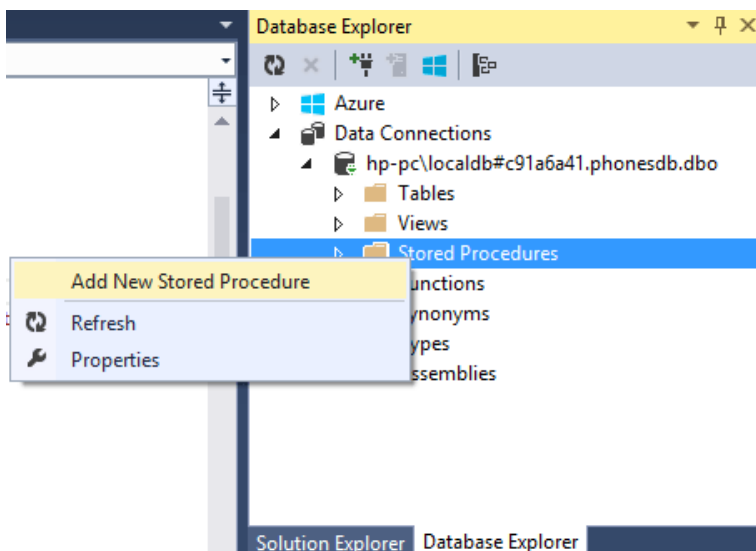 Database Explorer
Azure
Data Connections
hp-pc\localdb#c91a6a41.phonesdb.dbo
Tables
Views
Stored Procedures
Add New Stored Procedure
unctions
Refresh
ynonyms
Properties
ypes
ssemblies
Solution Explorer
Database Explorer